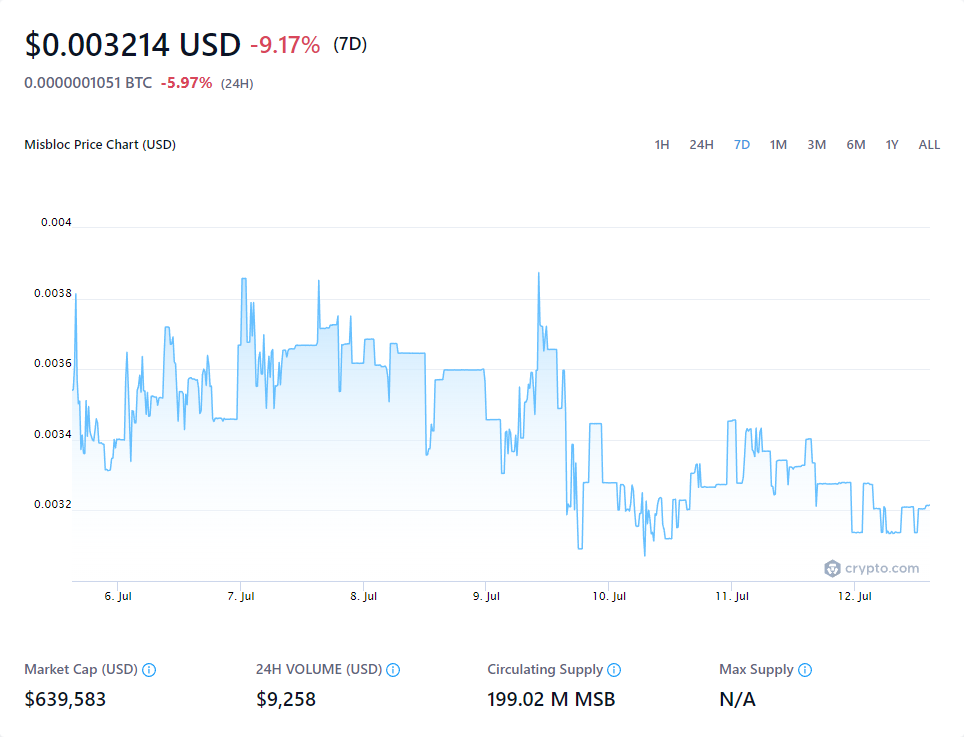 $0.003214 USD -9.17% (7D)
0.0000001051 BTC -5.97% (24H)
Misbloc Price Chart (USD) 1H 24H 7D 1M 3M 6M 1Y ALL
0.004
0.0038
0.0036
0.0034
0.0032
crypto.com
6. Jul 7. Jul 8. Jul 9. Jul 10. Jul 11. Jul 12. Jul
Market Cap (USD) 24H VOLUME (USD) Circulating Supply Max Supply
$639,583 $9,258 199.02 M MSB N/A